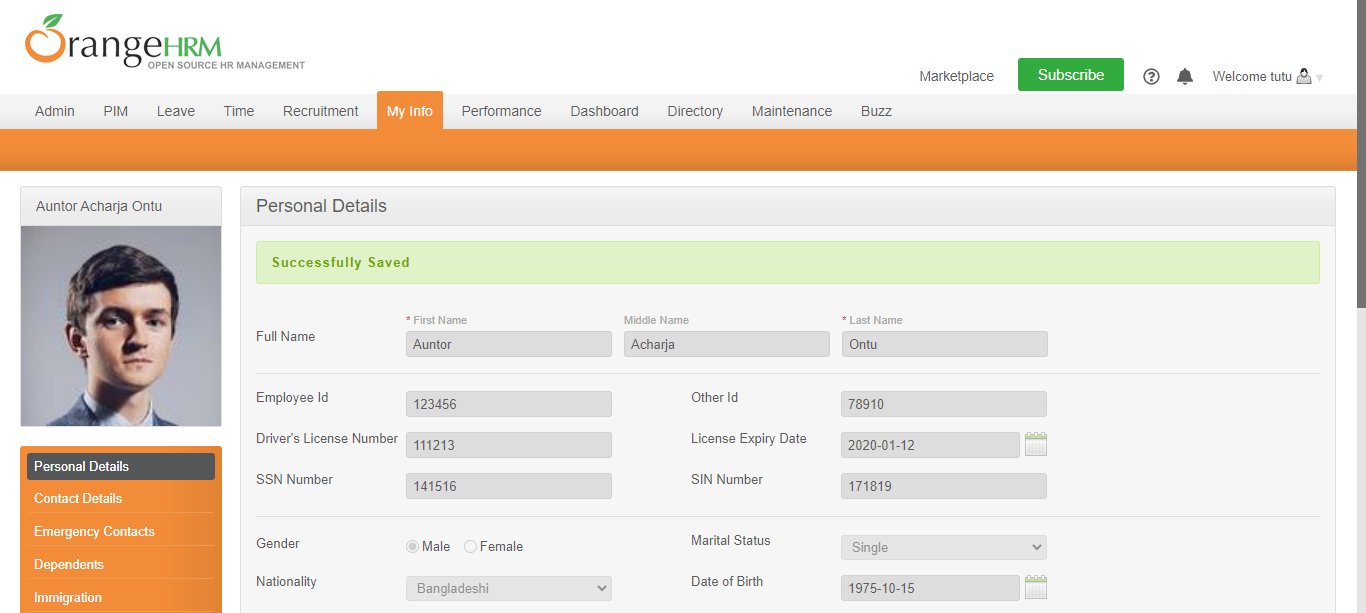 OrangeHRM
OPEN SOURCE HR MANAGEMENT
Marketplace Subscribe ? Welcome tutu
Admin PIM Leave Time Recruitment My Info Performance Dashboard Directory Maintenance Buzz
Auntor Acharja Ontu
Personal Details
Contact Details
Emergency Contacts
Dependents
Immigration
Personal Details
Successfully Saved
* First Name Middle Name * Last Name
Full Name Auntor Acharja Ontu
Employee Id 123456 Other Id 78910
Driver's License Number 111213 License Expiry Date 2020-01-12
SSN Number 141516 SIN Number 171819
Gender Male Female Marital Status Single
Nationality Bangladeshi Date of Birth 1975-10-15